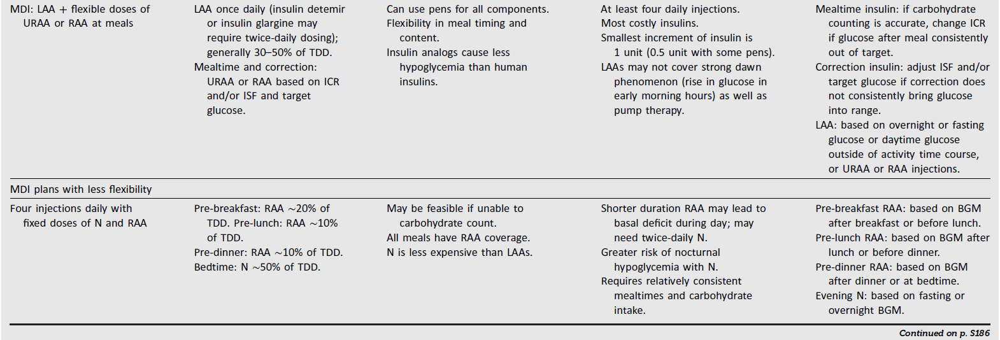 MDI: LAA + flexible doses of
URAA or RAA at meals
LAA once daily (insulin detemir
or insulin glargine may
require twice-daily dosing);
generally 30–50% of TDD.
Mealtime and correction:
URAA or RAA based on ICR
and/or ISF and target
glucose.
Can use pens for all components.
Flexibility in meal timing and
content.
Insulin analogs cause less
hypoglycemia than human
insulins.
At least four daily injections.
Most costly insulins.
Smallest increment of insulin is
1 unit (0.5 unit with some pens).
LAAs may not cover strong dawn
phenomenon (rise in glucose in
early morning hours) as well as
pump therapy.
Mealtime insulin: if carbohydrate
counting is accurate, change ICR
if glucose after meal consistently
out of target.
Correction insulin: adjust ISF and/or
target glucose if correction does
not consistently bring glucose
into range.
LAA: based on overnight or fasting
glucose or daytime glucose
outside of activity time course,
or URAA or RAA injections.
MDI plans with less flexibility
Four injections daily with
fixed doses of N and RAA
Pre-breakfast: RAA ∼20% of
TDD. Pre-lunch: RAA ∼10%
of TDD.
Pre-dinner: RAA ∼10% of TDD.
Bedtime: N ∼50% of TDD.
May be feasible if unable to
carbohydrate count.
All meals have RAA coverage.
N is less expensive than LAAs.
Shorter duration RAA may lead to
basal deficit during day; may
need twice-daily N.
Greater risk of nocturnal
hypoglycemia with N.
Requires relatively consistent
mealtimes and carbohydrate
intake.
Pre-breakfast RAA: based on BGM
after breakfast or before lunch.
Pre-lunch RAA: based on BGM after
lunch or before dinner.
Pre-dinner RAA: based on BGM
after dinner or at bedtime.
Evening N: based on fasting or
overnight BGM.
Continued on p. S186